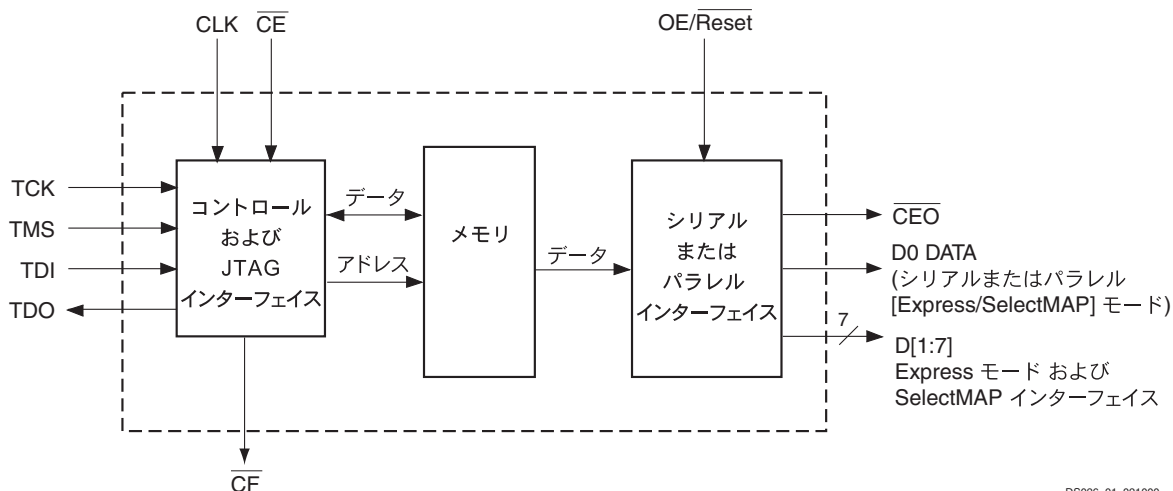 CLK
CE
OE/Reset
TCK
TMS
TDI
TDO
コントロール
および
JTAG
インターフェイス
データ
アドレス
メモリ
データ
シリアル
または
パラレル
インターフェイス
CEO
D0 DATA
(シリアルまたはパラレル
[Express/SelectMAP] モード)
7
D[1:7]
Express モード および
SelectMAP インターフェイス
CF